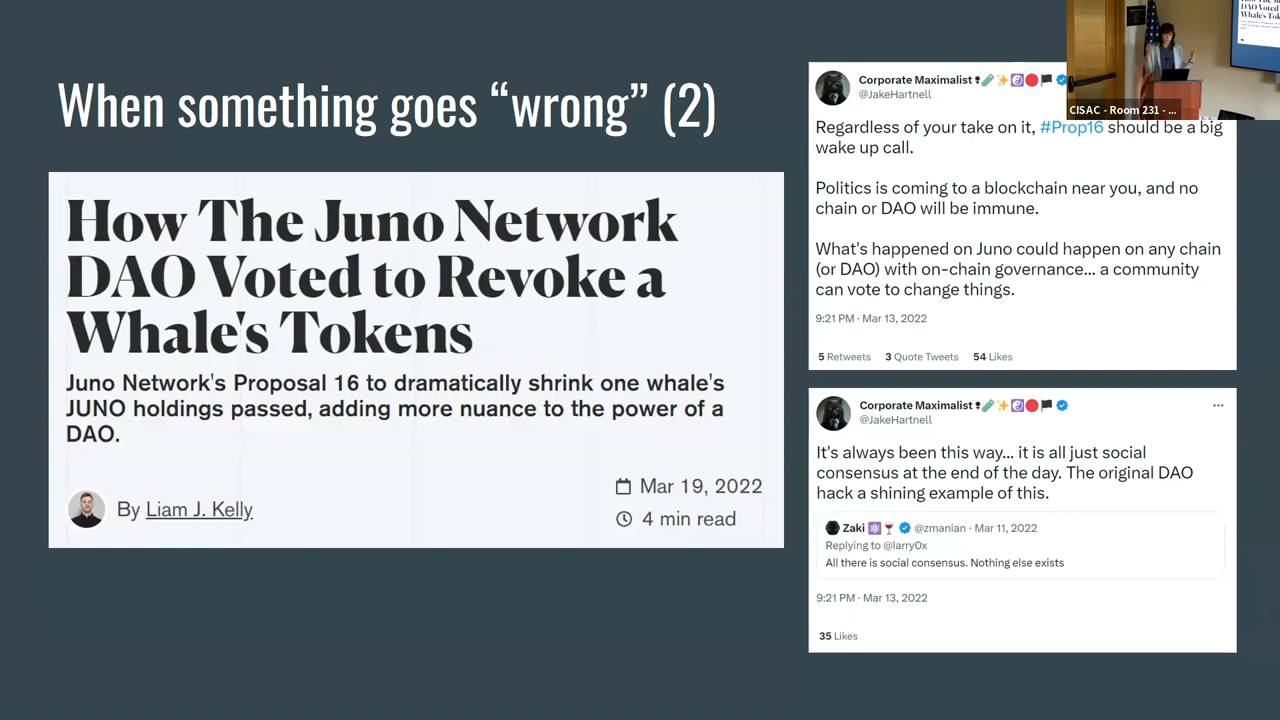 When something goes “wrong” (2)
How The Juno Network
DAO Voted to Revoke a
Whale's Tokens
Juno Network's Proposal 16 to dramatically shrink one whale's
JUNO holdings passed, adding more nuance to the power of a
DAO.
By Liam J. Kelly
Mar 19, 2022
4 min read
Corporate Maximalist
@JakeHartnell
Regardless of your take on it, #Prop16 should be a big
wake up call.
Politics is coming to a blockchain near you, and no
chain or DAO will be immune.
What's happened on Juno could happen on any chain
(or DAO) with on-chain governance... a community
can vote to change things.
9:21 PM · Mar 13, 2022
5 Retweets 3 Quote Tweets 54 Likes
Corporate Maximalist
@JakeHartnell
It's always been this way... it is all just social
consensus at the end of the day. The original DAO
hack a shining example of this.
Zaki @zmanian · Mar 11, 2022
Replying to @larry0x
All there is social consensus. Nothing else exists
9:21 PM · Mar 13, 2022
35 Likes
CISAC - Room 231 - ...